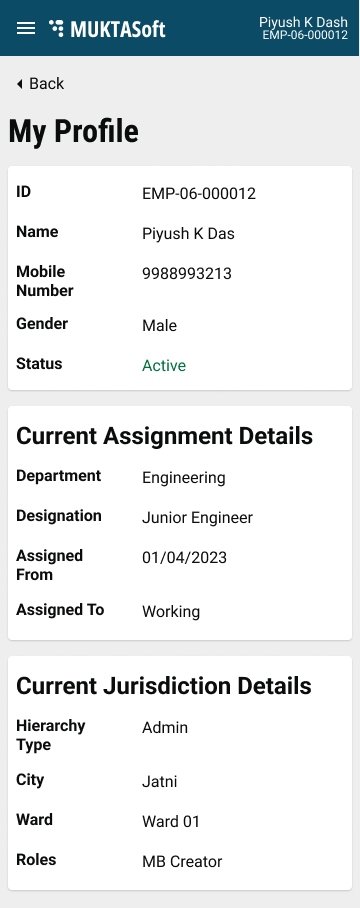 MUKTASoft
Piyush K Dash
EMP-06-000012
Back
My Profile
ID EMP-06-000012
Name Piyush K Das
Mobile Number 9988993213
Gender Male
Status Active
Current Assignment Details
Department Engineering
Designation Junior Engineer
Assigned From 01/04/2023
Assigned To Working
Current Jurisdiction Details
Hierarchy Type Admin
City Jatni
Ward Ward 01
Roles MB Creator